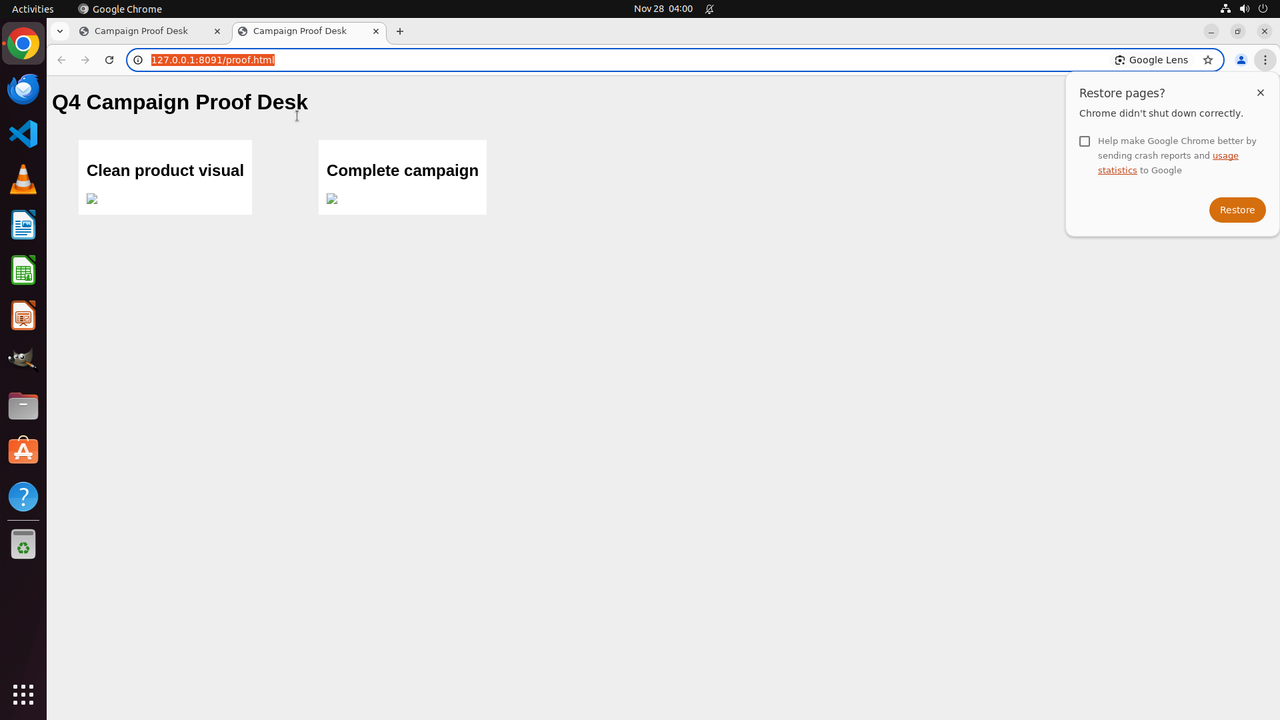 Activities
Google Chrome
Nov 28 04:00
Campaign Proof Desk
Campaign Proof Desk
127.0.0.1:8091/proof.html
Google Lens
Q4 Campaign Proof Desk
Clean product visual
Complete campaign
Restore pages?
Chrome didn't shut down correctly.
Help make Google Chrome better by
sending crash reports and usage
statistics to Google
Restore